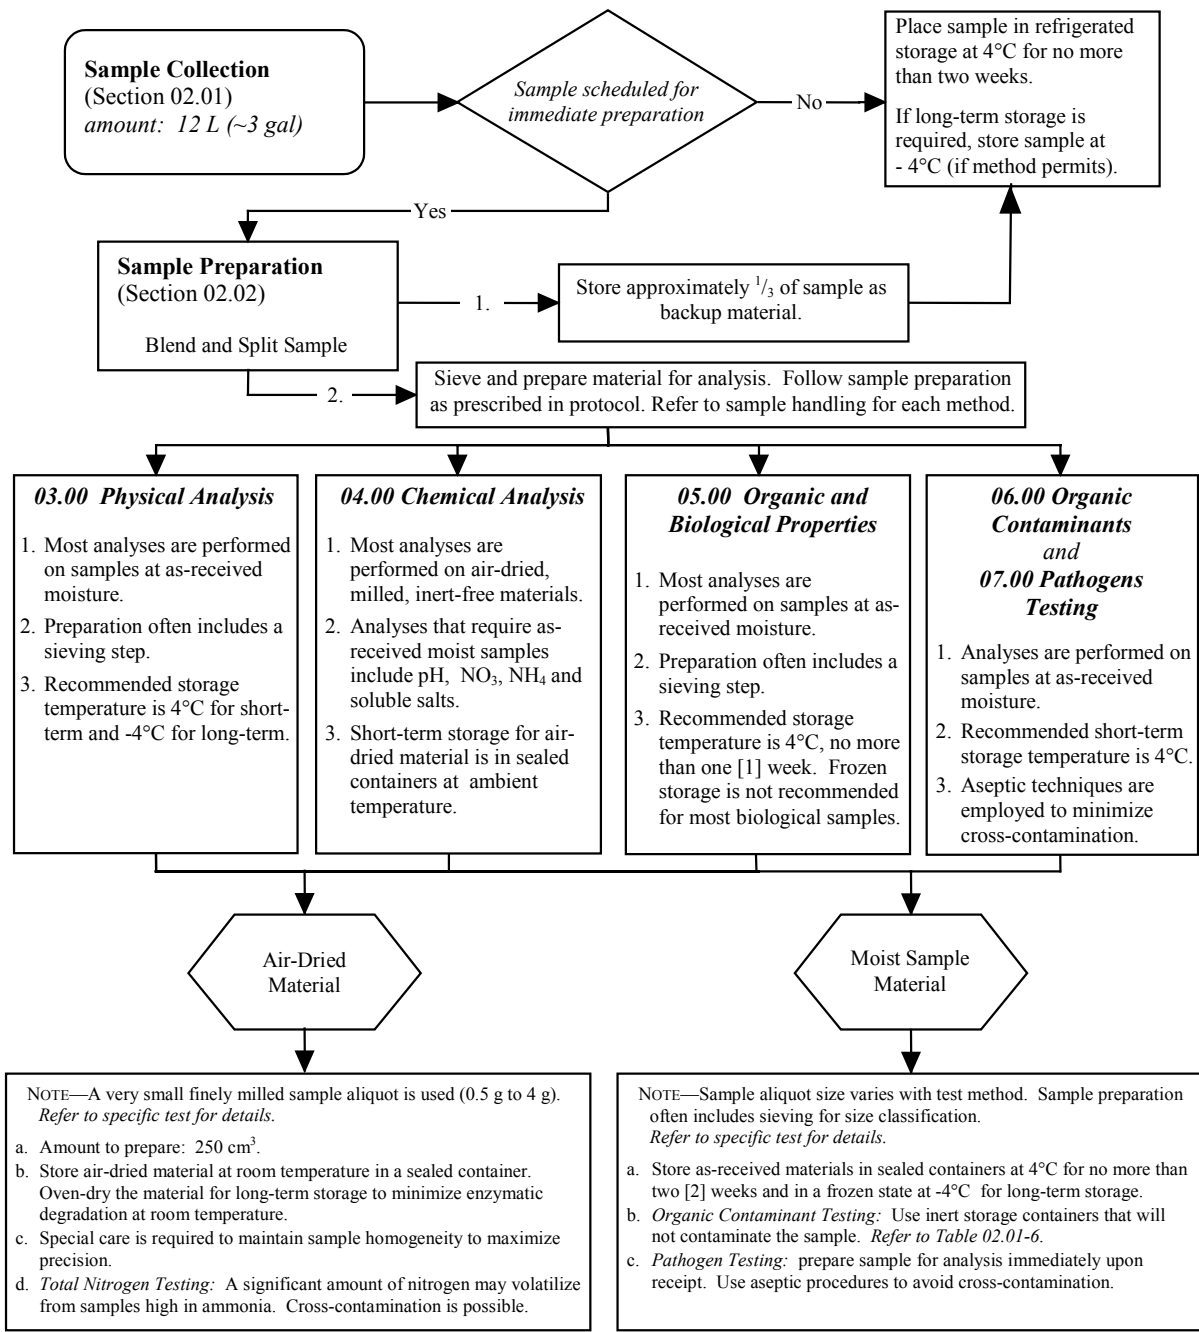 Sample Collection
(Section 02.01)
amount:  12 L (~3 gal)
Sample scheduled for
immediate preparation
No
Place sample in refrigerated
storage at 4°C for no more
than two weeks.
If long-term storage is
required, store sample at
- 4°C (if method permits).
Yes
Sample Preparation
(Section 02.02)
Blend and Split Sample
1.
Store approximately 1/3 of sample as
backup material.
2.
Sieve and prepare material for analysis.  Follow sample preparation
as prescribed in protocol. Refer to sample handling for each method.
03.00  Physical Analysis
1. Most analyses are performed
on samples at as-received
moisture.
2. Preparation often includes a
sieving step.
3. Recommended storage
temperature is 4°C for short-
term and -4°C for long-term.
04.00 Chemical Analysis
1. Most analyses are
performed on air-dried,
milled, inert-free materials.
2. Analyses that require as-
received moist samples
include pH,  NO3, NH4 and
soluble salts.
3. Short-term storage for air-
dried material is in sealed
containers at  ambient
temperature.
05.00  Organic and
Biological Properties
1. Most analyses are
performed on samples at as-
received moisture.
2. Preparation often includes a
sieving step.
3. Recommended storage
temperature is 4°C, no more
than one [1] week.  Frozen
storage is not recommended
for most biological samples.
06.00 Organic
Contaminants
and
07.00 Pathogens
Testing
1. Analyses are performed on
samples at as-received
moisture.
2. Recommended short-term
storage temperature is 4°C.
3. Aseptic techniques are
employed to minimize
cross-contamination.
Air-Dried
Material
Moist Sample
Material
NOTE—A very small finely milled sample aliquot is used (0.5 g to 4 g).
Refer to specific test for details.
a. Amount to prepare:  250 cm3.
b. Store air-dried material at room temperature in a sealed container.
Oven-dry the material for long-term storage to minimize enzymatic
degradation at room temperature.
c. Special care is required to maintain sample homogeneity to maximize
precision.
d. Total Nitrogen Testing:  A significant amount of nitrogen may volatilize
from samples high in ammonia.  Cross-contamination is possible.
NOTE—Sample aliquot size varies with test method.  Sample preparation
often includes sieving for size classification.
Refer to specific test for details.
a. Store as-received materials in sealed containers at 4°C for no more than
two [2] weeks and in a frozen state at -4°C  for long-term storage.
b. Organic Contaminant Testing:  Use inert storage containers that will
not contaminate the sample.  Refer to Table 02.01-6.
c. Pathogen Testing:  prepare sample for analysis immediately upon
receipt.  Use aseptic procedures to avoid cross-contamination.